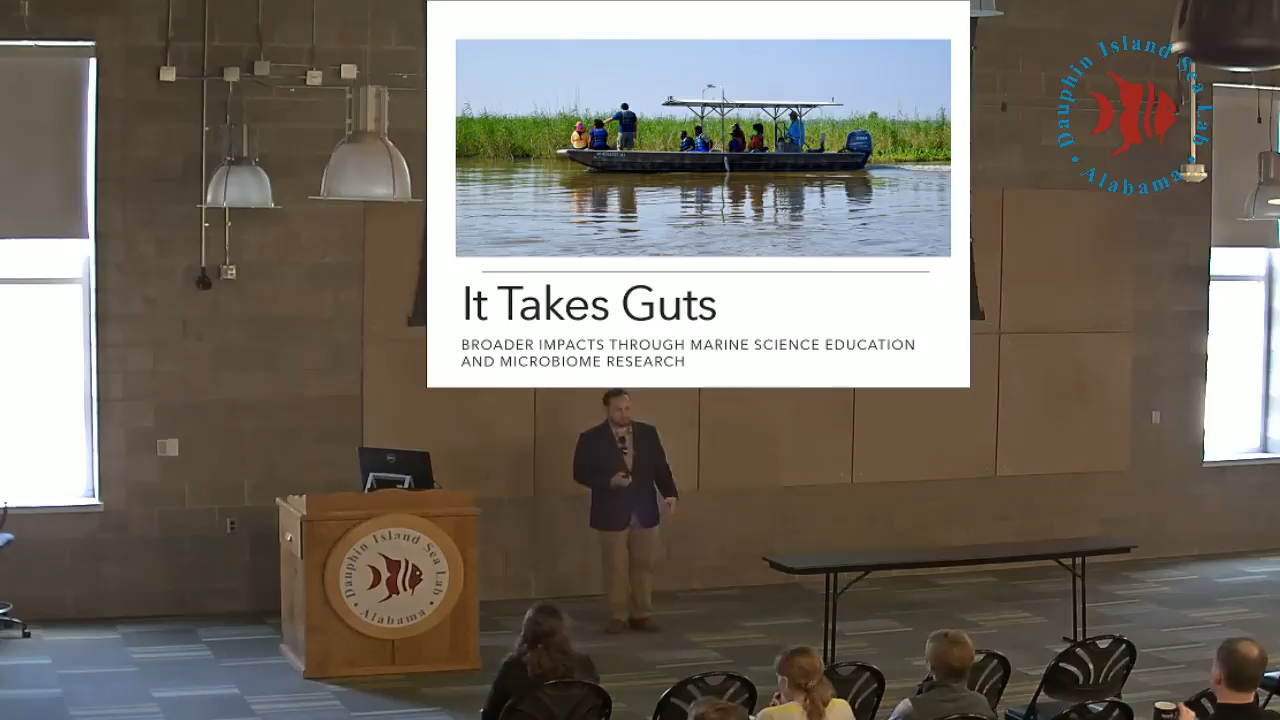 It Takes Guts
BROADER IMPACTS THROUGH MARINE SCIENCE EDUCATION
AND MICROBIOME RESEARCH
Dauphin Island Sea Lab
Alabama
Dauphin Island Sea Lab
Alabama